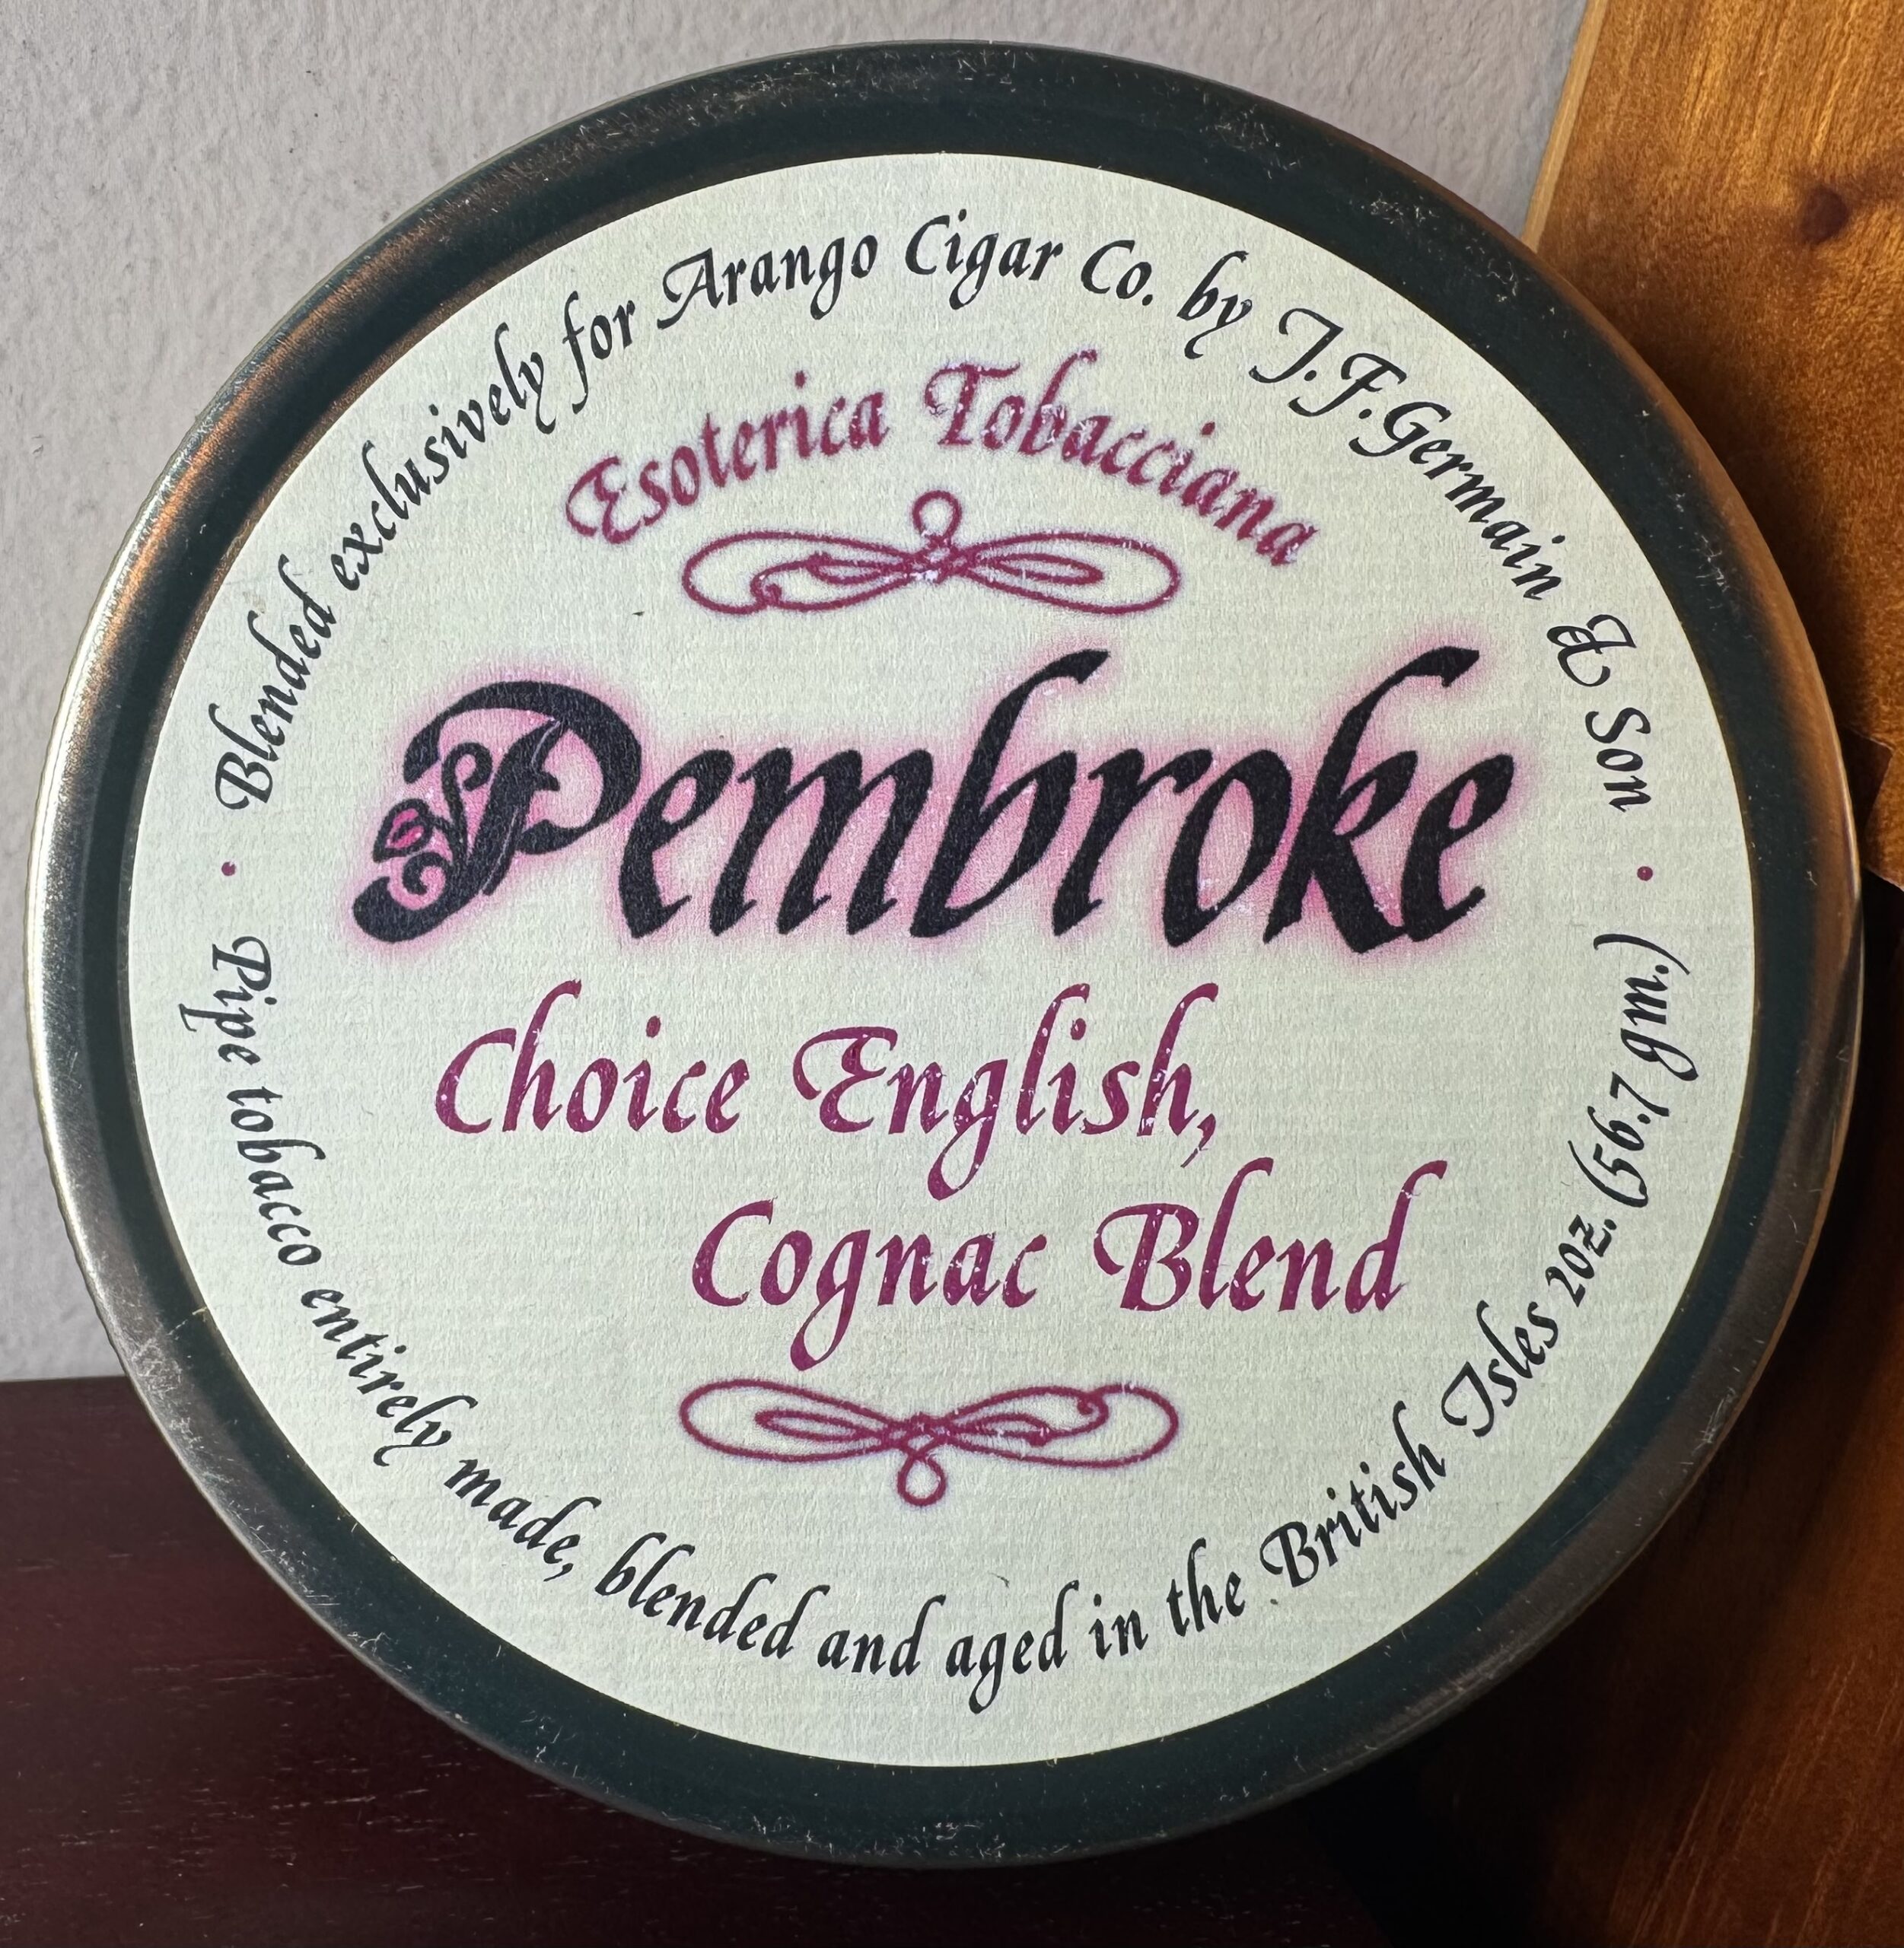 Blended exclusively for Arango Cigar Co. by J.F.Germain & Son
Esoterica Tobacciana
Pembroke
Choice English,
Cognac Blend
Pipe tobacco entirely made, blended and aged in the British Isles 2oz. (56.7 gm.)